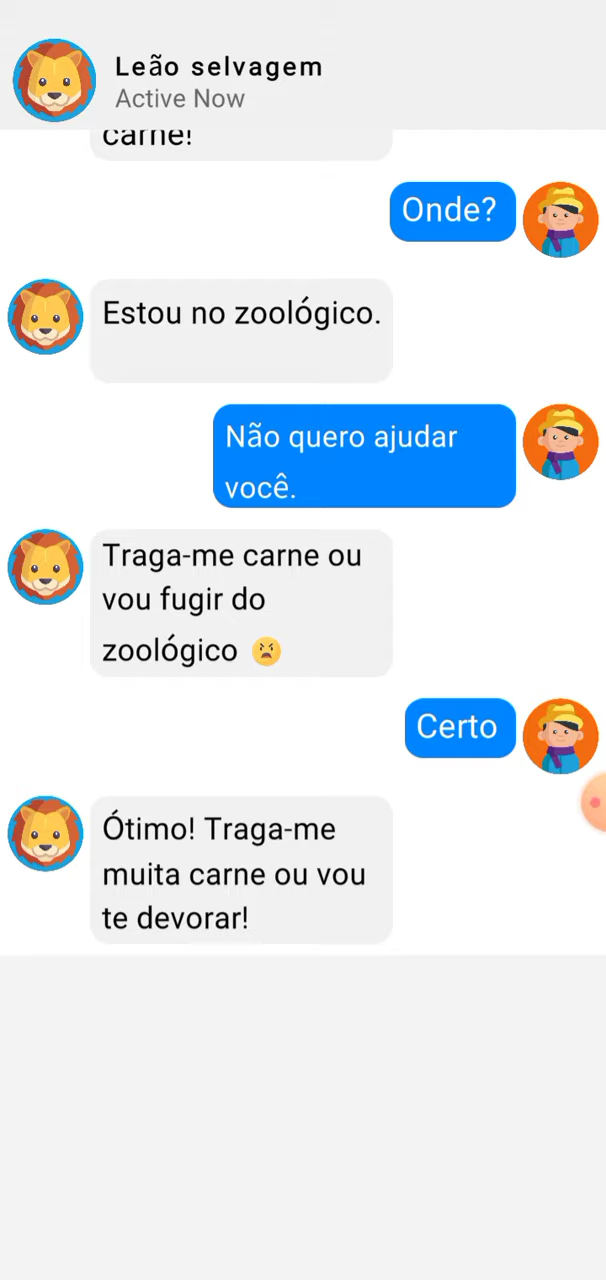 Leão selvagem
Active Now
carne!
Onde?
Estou no zoológico.
Não quero ajudar
você.
Traga-me carne ou
vou fugir do
zoológico 😠
Certo
Ótimo! Traga-me
muita carne ou vou
te devorar!